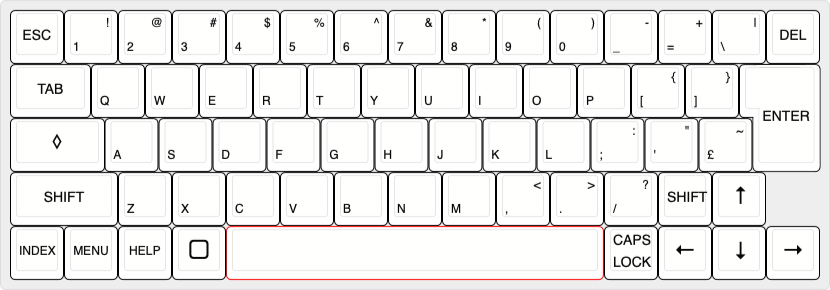 ESC ! 1 @ 2 # 3 $ 4 % 5 ^ 6 & 7 * 8 ( 9 ) 0 - _ + = | \ DEL
TAB Q W E R T Y U I O P { [ } ] ENTER
◊ A S D F G H J K L : ; " ' ~ £
SHIFT Z X C V B N M < , > . ? / SHIFT ↑
INDEX MENU HELP ▢ CAPS LOCK ← ↓ →